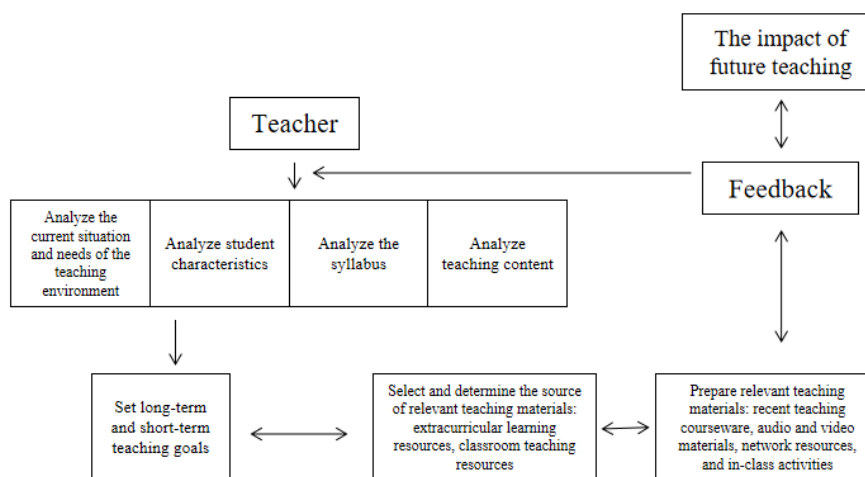 The impact of
future teaching
Teacher
Feedback
Analyze the
current situation
and needs of the
teaching
environment
Analyze student
characteristics
Analyze the
syllabus
Analyze
teaching content
Set long-term
and short-term
teaching goals
Select and determine the source
of relevant teaching materials:
extracurricular learning
resources, classroom teaching
resources
Prepare relevant teaching
materials: recent teaching
courseware, audio and video
materials, network resources,
and in-class activities